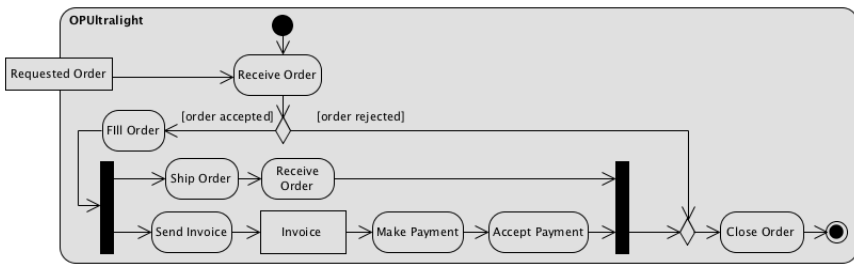 OPUltralight
Requested Order
Receive Order
[order accepted]
[order rejected]
FIll Order
Ship Order
Receive
Order
Send Invoice
Invoice
Make Payment
Accept Payment
Close Order